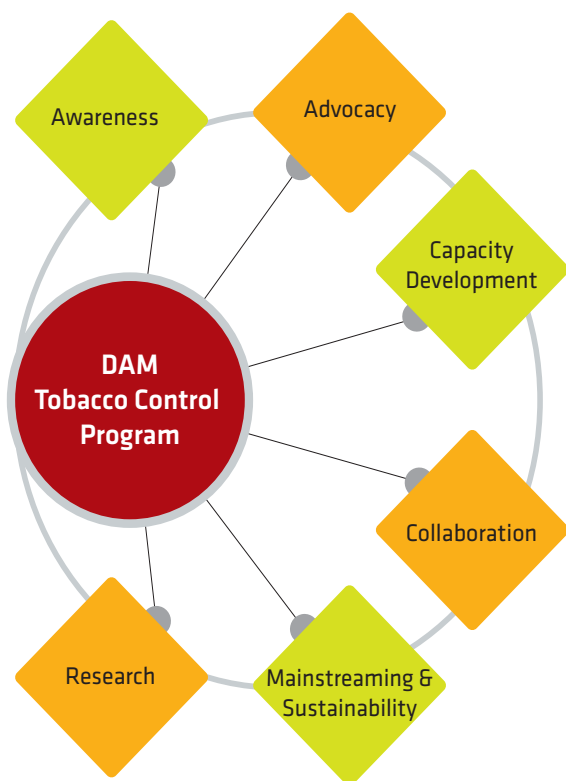 Awareness
Advocacy
Capacity
Development
DAM
Tobacco Control
Program
Collaboration
Research
Mainstreaming &
Sustainability